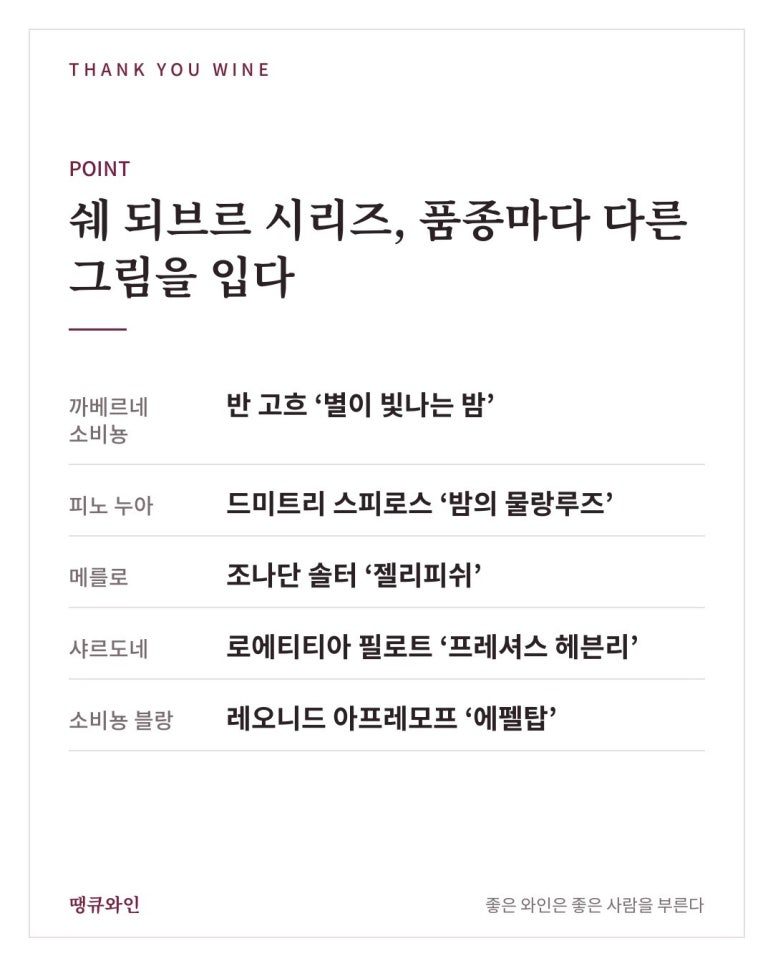 THANK YOU WINE
POINT
쉐 되브르 시리즈, 품종마다 다른
그림을 입다
까베르네
소비뇽
반 고흐 ‘별이 빛나는 밤’
피노 누아
드미트리 스피로스 ‘밤의 물랑루즈’
메를로
조나단 솔터 ‘젤리피쉬’
샤르도네
로에티티아 필로트 ‘프레셔스 헤븐리’
소비뇽 블랑
레오니드 아프레모프 ‘에펠탑’
땡큐와인
좋은 와인은 좋은 사람을 부른다